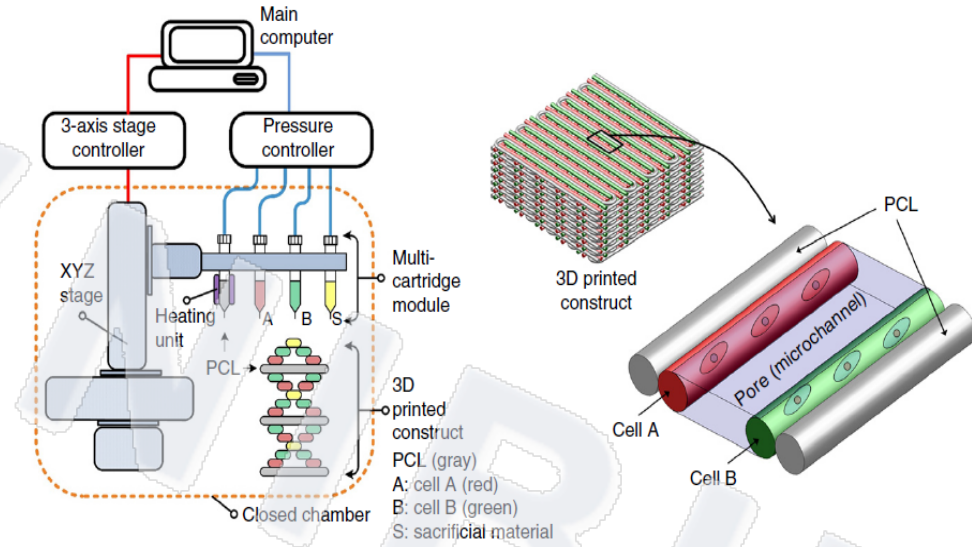 Main
computer
3-axis stage
controller
Pressure
controller
XYZ
stage
Heating
unit
A
B
S
PCL
Multi-
cartridge
module
3D
printed
construct
PCL (gray)
A: cell A (red)
B: cell B (green)
S: sacrificial material
Closed chamber
3D printed
construct
PCL
Pore (microchannel)
Cell A
Cell B